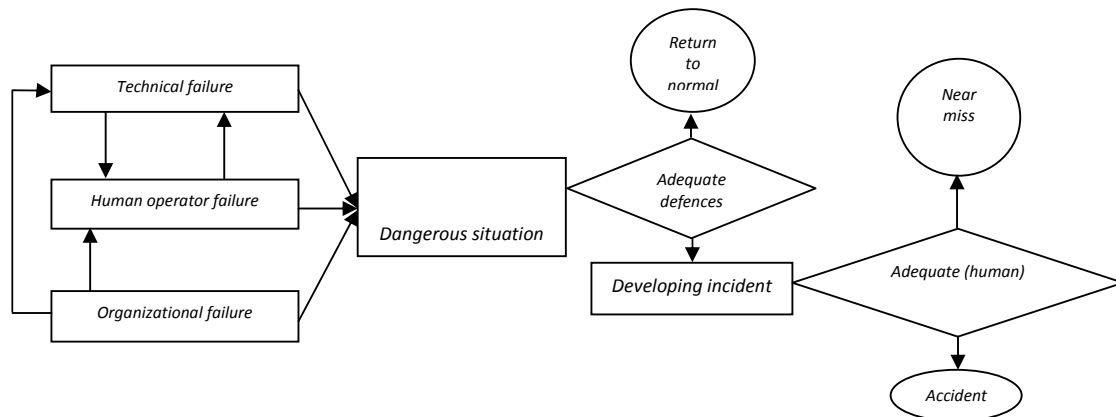 Return
to
normal
Technical failure
Near
miss
Human operator failure
Adequate
defences
Dangerous situation
Adequate (human)
Developing incident
Organizational failure
Accident